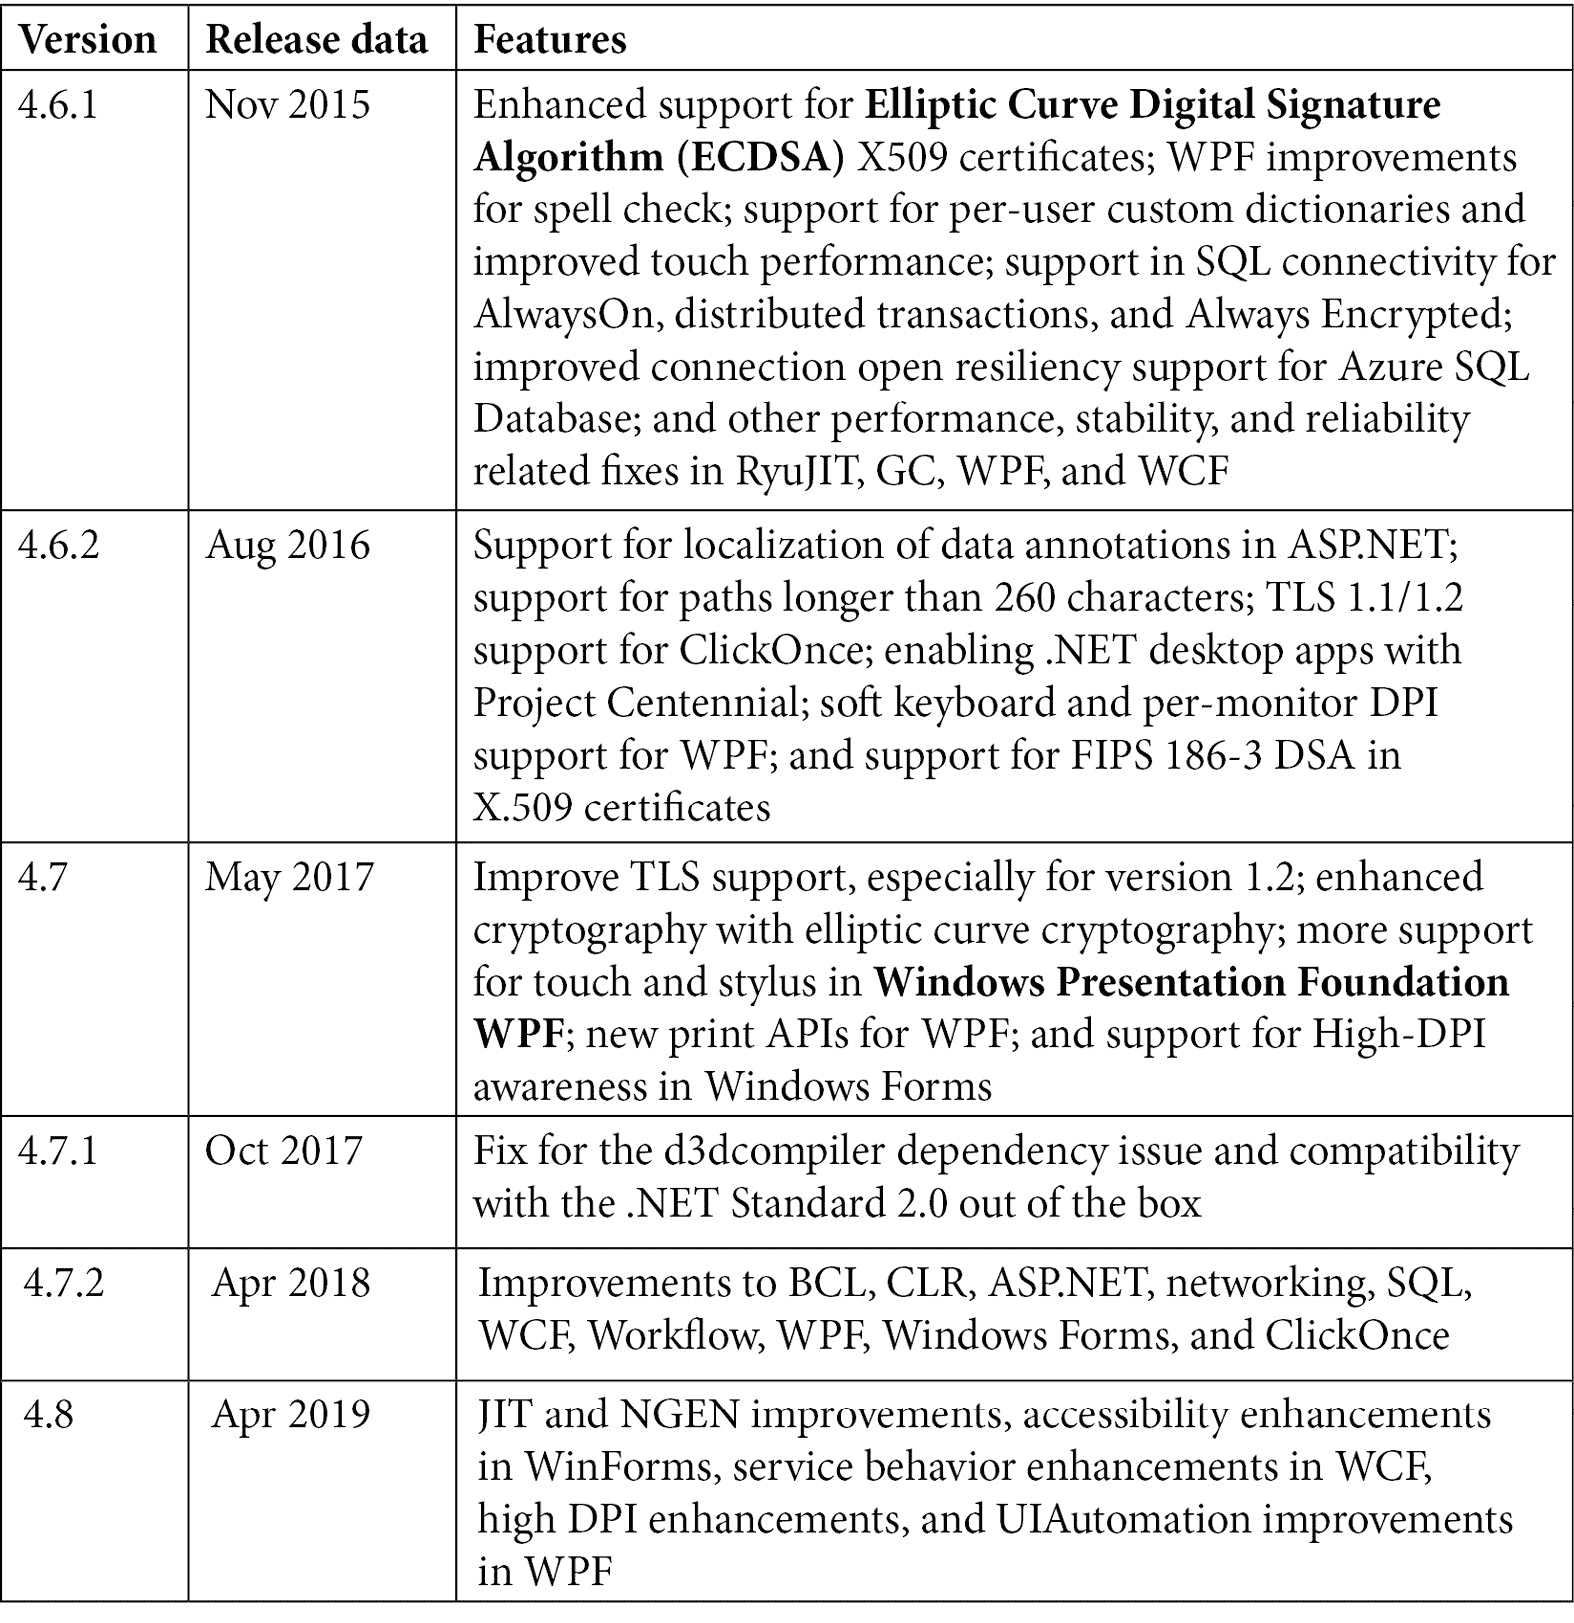 Version Release data Features
4.6.1 Nov 2015 Enhanced support for Elliptic Curve Digital Signature
Algorithm (ECDSA) X509 certificates; WPF improvements
for spell check; support for per-user custom dictionaries and
improved touch performance; support in SQL connectivity for
AlwaysOn, distributed transactions, and Always Encrypted;
improved connection open resiliency support for Azure SQL
Database; and other performance, stability, and reliability
related fixes in RyuJIT, GC, WPF, and WCF
4.6.2 Aug 2016 Support for localization of data annotations in ASP.NET;
support for paths longer than 260 characters; TLS 1.1/1.2
support for ClickOnce; enabling .NET desktop apps with
Project Centennial; soft keyboard and per-monitor DPI
support for WPF; and support for FIPS 186-3 DSA in
X.509 certificates
4.7 May 2017 Improve TLS support, especially for version 1.2; enhanced
cryptography with elliptic curve cryptography; more support
for touch and stylus in Windows Presentation Foundation
WPF; new print APIs for WPF; and support for High-DPI
awareness in Windows Forms
4.7.1 Oct 2017 Fix for the d3dcompiler dependency issue and compatibility
with the .NET Standard 2.0 out of the box
4.7.2 Apr 2018 Improvements to BCL, CLR, ASP.NET, networking, SQL,
WCF, Workflow, WPF, Windows Forms, and ClickOnce
4.8 Apr 2019 JIT and NGEN improvements, accessibility enhancements
in WinForms, service behavior enhancements in WCF,
high DPI enhancements, and UIAutomation improvements
in WPF